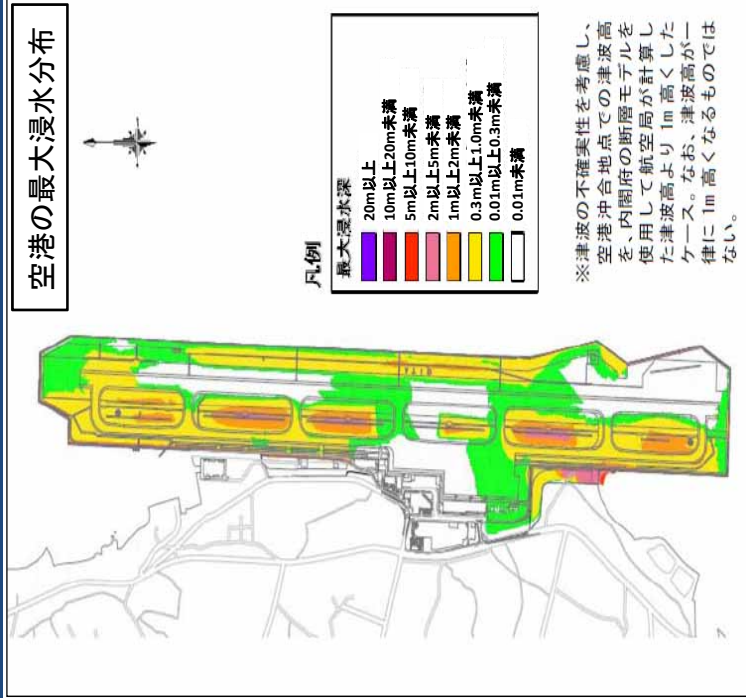 空港の最大浸水分布
凡例
最大浸水深
20m以上
10m以上20m未満
5m以上10m未満
2m以上5m未満
1m以上2m未満
0.3m以上1.0m未満
0.01m以上0.3m未満
0.01m未満
※津波の不確実性を考慮し、
空港沖合地点での津波高
を、内閣府の断層モデルを
使用して航空局が計算し
た津波高より 1m 高くした
ケース。なお、津波高が一
律に 1m 高くなるものでは
ない。